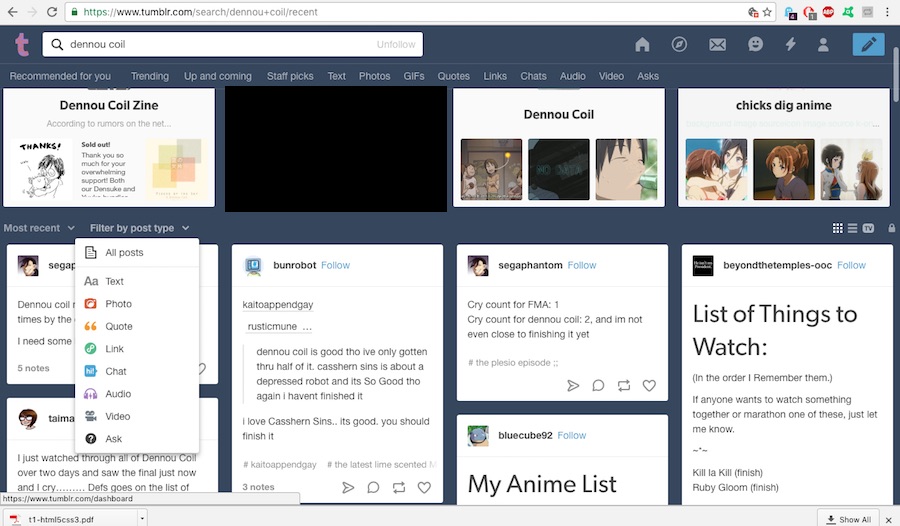 https://www.tumblr.com/search/dennou+coil/recent
4
1
ABP
t
dennou coil
Unfollow
Recommended for you Trending Up and coming Staff picks Text Photos GIFs Quotes Links Chats Audio Video Asks
Dennou Coil Zine
According to rumors on the net...
THANKS!
Sold out!
Thank you so
much for your
overwhelming
support! Both
our Densuke and
Dennou Coil
NO DATA
chicks dig anime
...
Most recent
Filter by post type
TV
All posts
Aa Text
Photo
Quote
Link
hi! Chat
Audio
Video
? Ask
Dennou coil
times by the
I need some
5 notes
taima
I just watched through all of Dennou Coil
over two days and saw the final just now
and I cry......... Defs goes on the list of
bunrobot Follow
kaitoappendgay
rusticmune ...
dennou coil is good tho ive only gotten
thru half of it. casshern sins is about a
depressed robot and its So Good tho
again i havent finished it
i love Casshern Sins.. its good. you should
finish it
# kaitoappendgay # the latest lime scented
3 notes
segaphantom Follow
Cry count for FMA: 1
Cry count for dennou coil: 2, and im not
even close to finishing it yet
# the plesio episode ;;
bluecube92 Follow
My Anime List
beyondthetemples-ooc Follow
List of Things to
Watch:
(In the order I Remember them.)
If anyone wants to watch something
together or marathon one of these, just let
me know.
~*~
Kill la Kill (finish)
Ruby Gloom (finish)
https://www.tumblr.com/dashboard
t1-html5css3.pdf
Show All